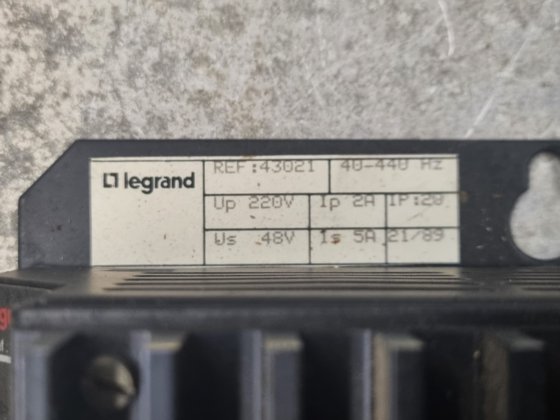 legrand
REF:43021 40-440 Hz
Up 220V Ip 2A IP:20
Us 48V Is 5A 21/89